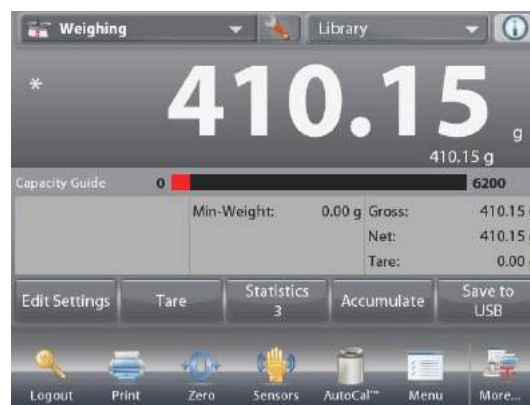 Weighing Library
* 410.15 g
410.15 g
Capacity Guide 0 6200
Min-Weight: 0.00 g Gross: 410.15
Net: 410.15
Tare: 0.00
Edit Settings Tare Statistics 3 Accumulate Save to USB
Logout Print Zero Sensors AutoCal™ Menu More...